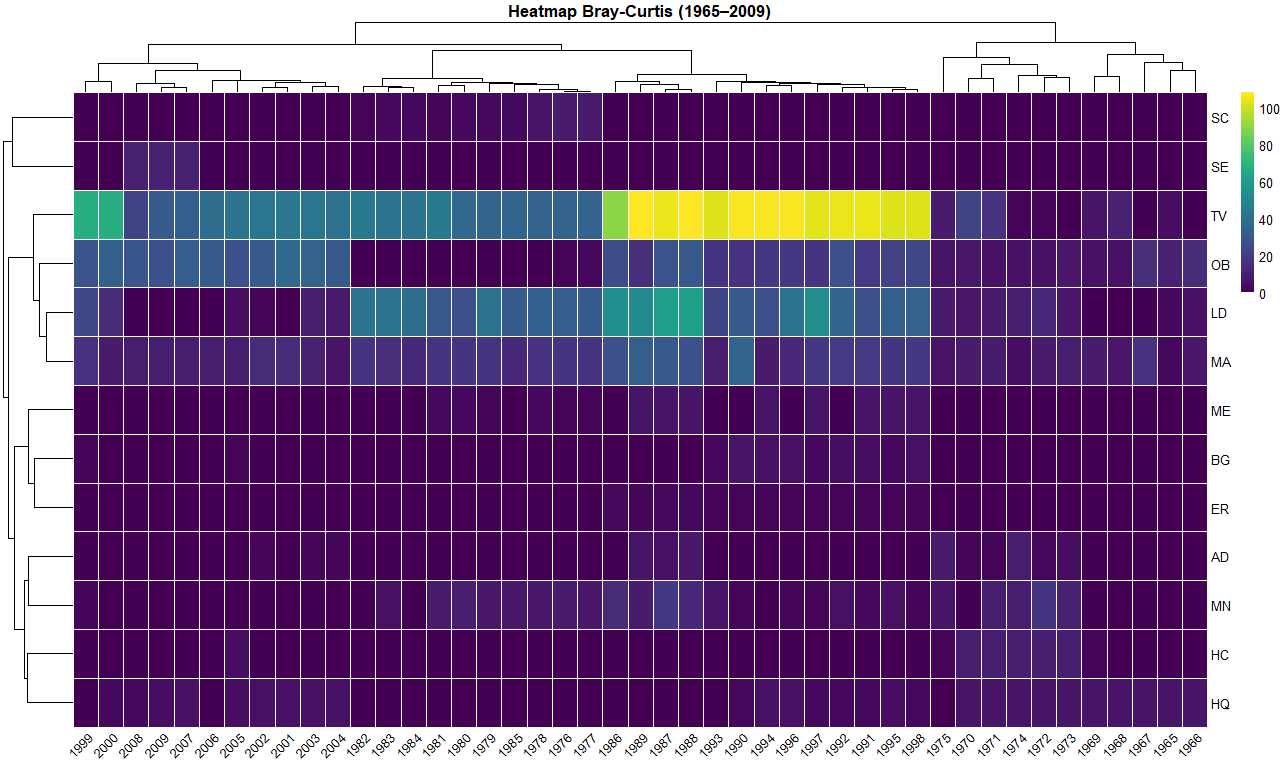 Heatmap Bray-Curtis (1965–2009)
SC
SE
TV
OB
LD
MA
ME
BG
ER
AD
MN
HC
HQ
100
80
60
40
20
0
1999 2000 2008 2009 2007 2006 2005 2002 2001 2003 2004 1982 1983 1984 1981 1980 1979 1985 1978 1976 1977 1986 1989 1987 1988 1993 1990 1994 1996 1997 1992 1991 1995 1998 1975 1970 1971 1974 1972 1973 1969 1968 1967 1965 1966